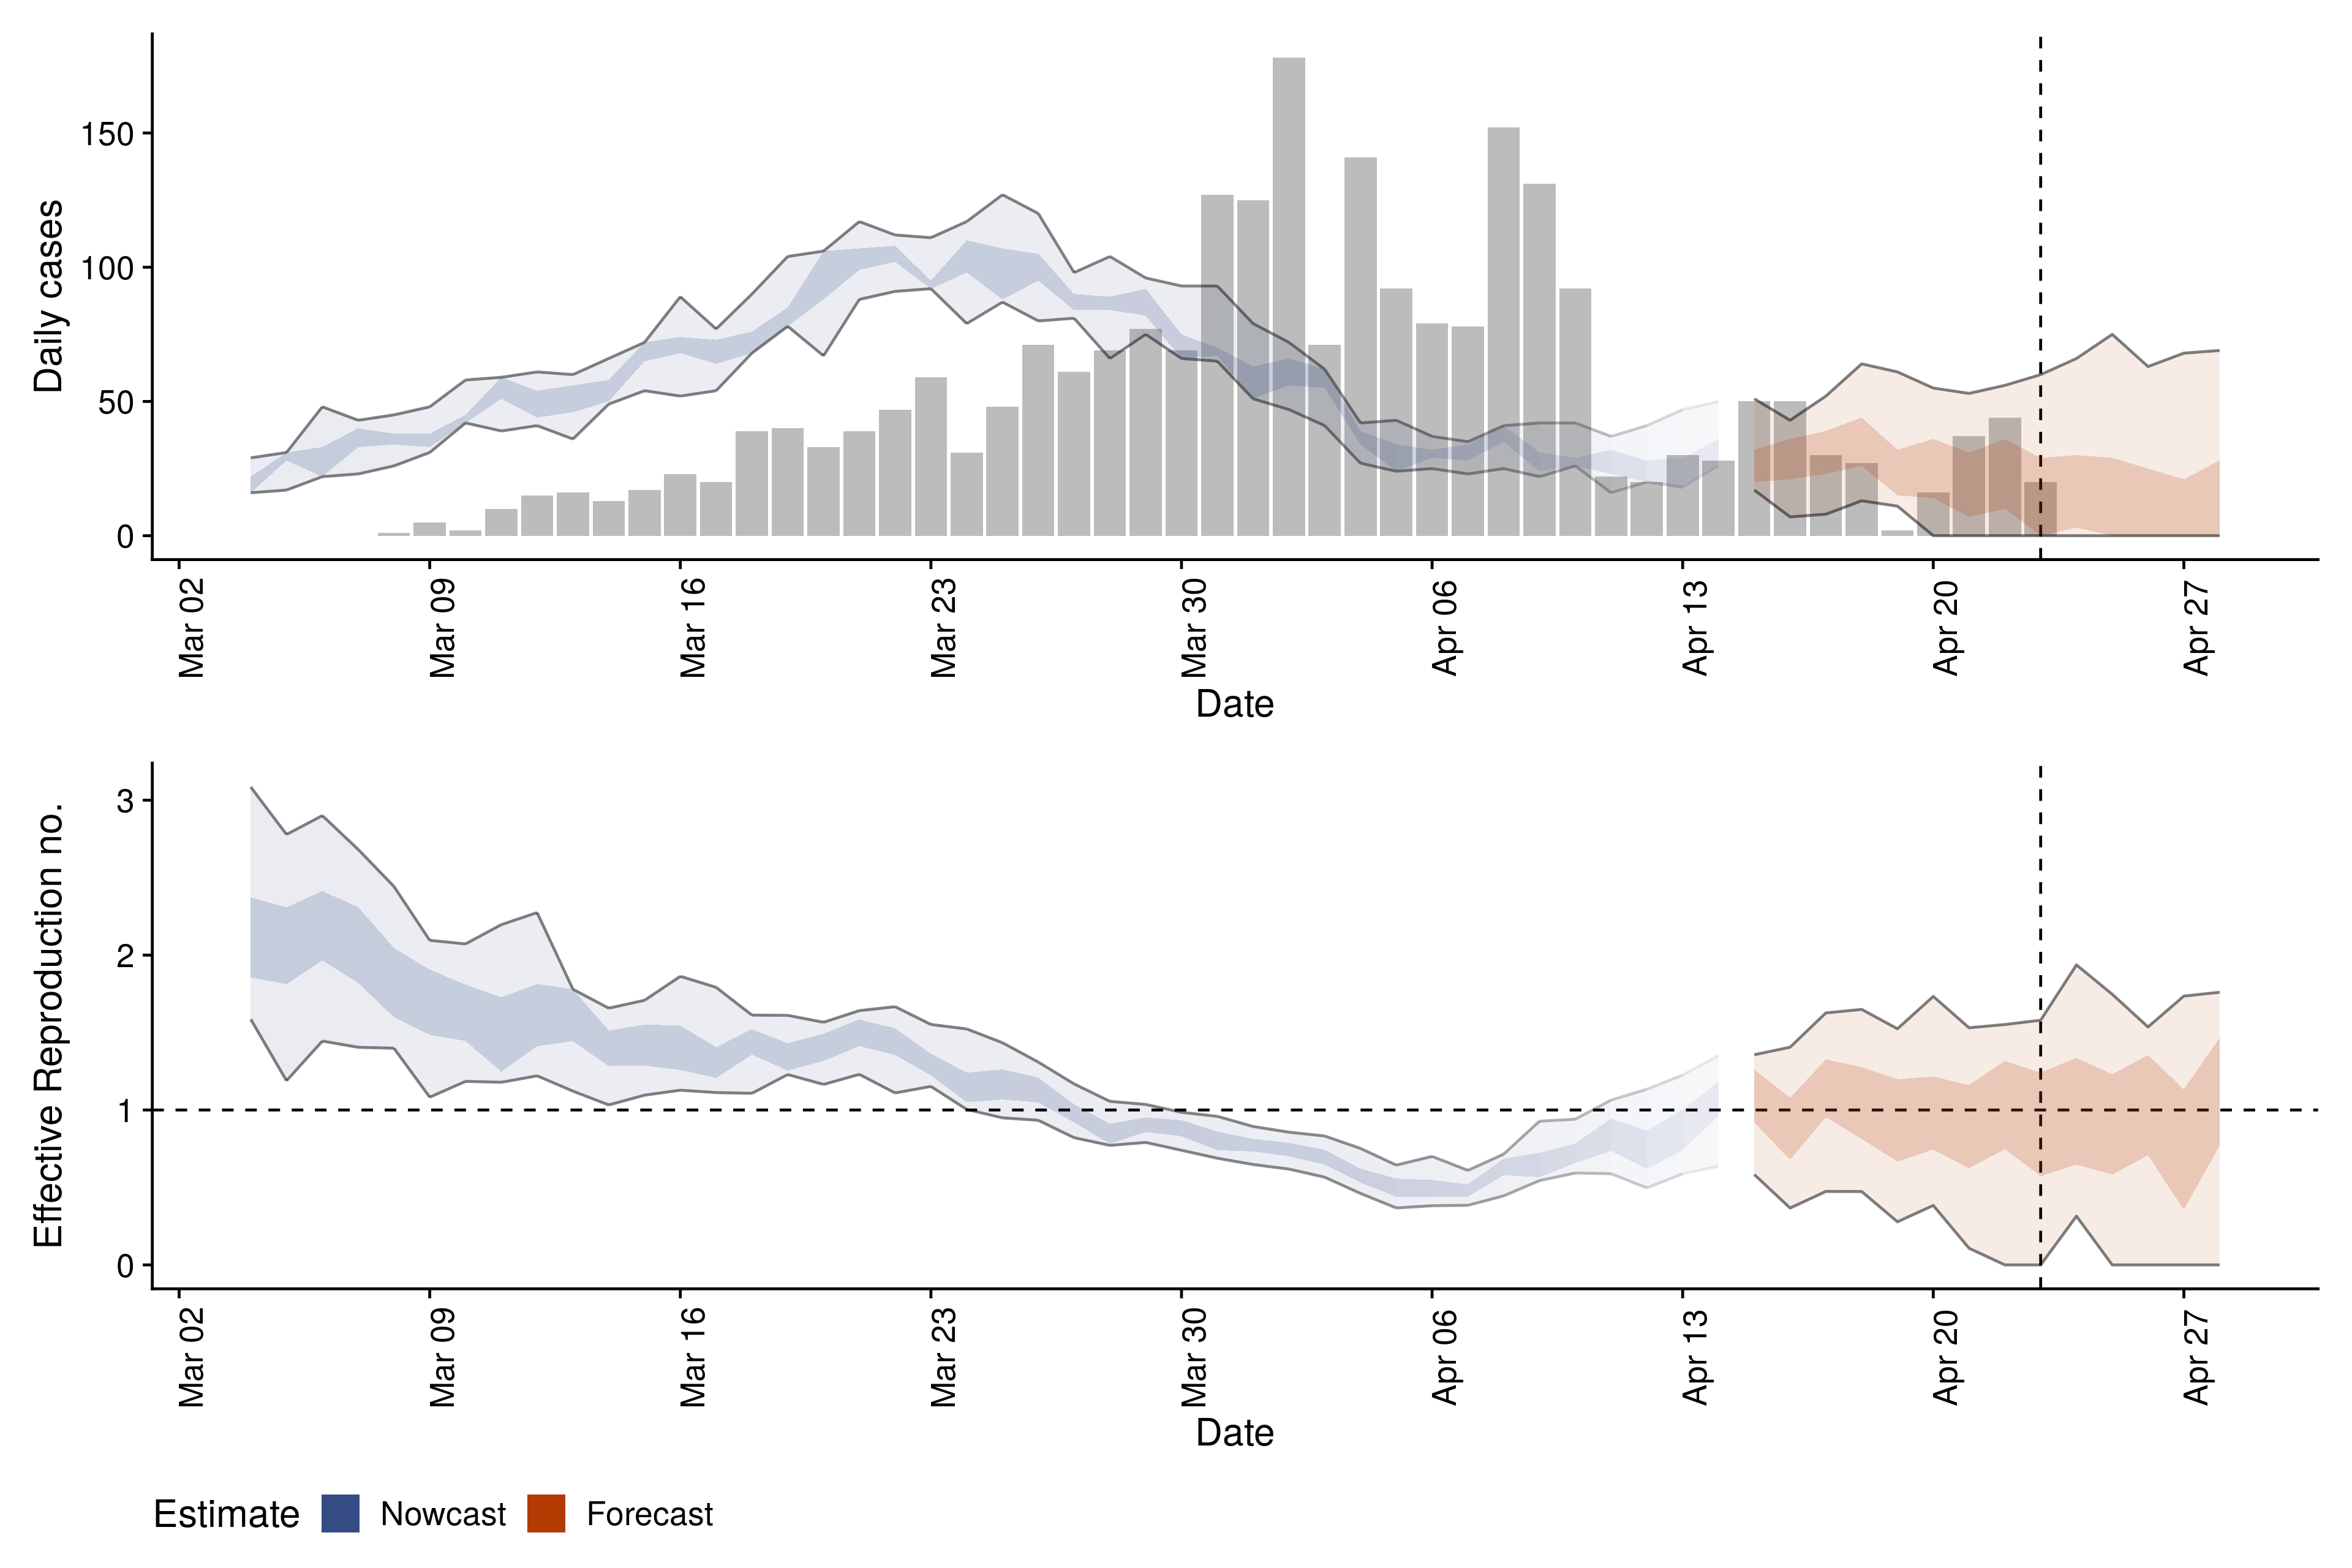 Daily cases
150
100
50
0
Mar 02
Mar 09
Mar 16
Mar 23
Mar 30
Apr 06
Apr 13
Apr 20
Apr 27
Date
Effective Reproduction no.
3
2
1
0
Mar 02
Mar 09
Mar 16
Mar 23
Mar 30
Apr 06
Apr 13
Apr 20
Apr 27
Date
Estimate Nowcast Forecast